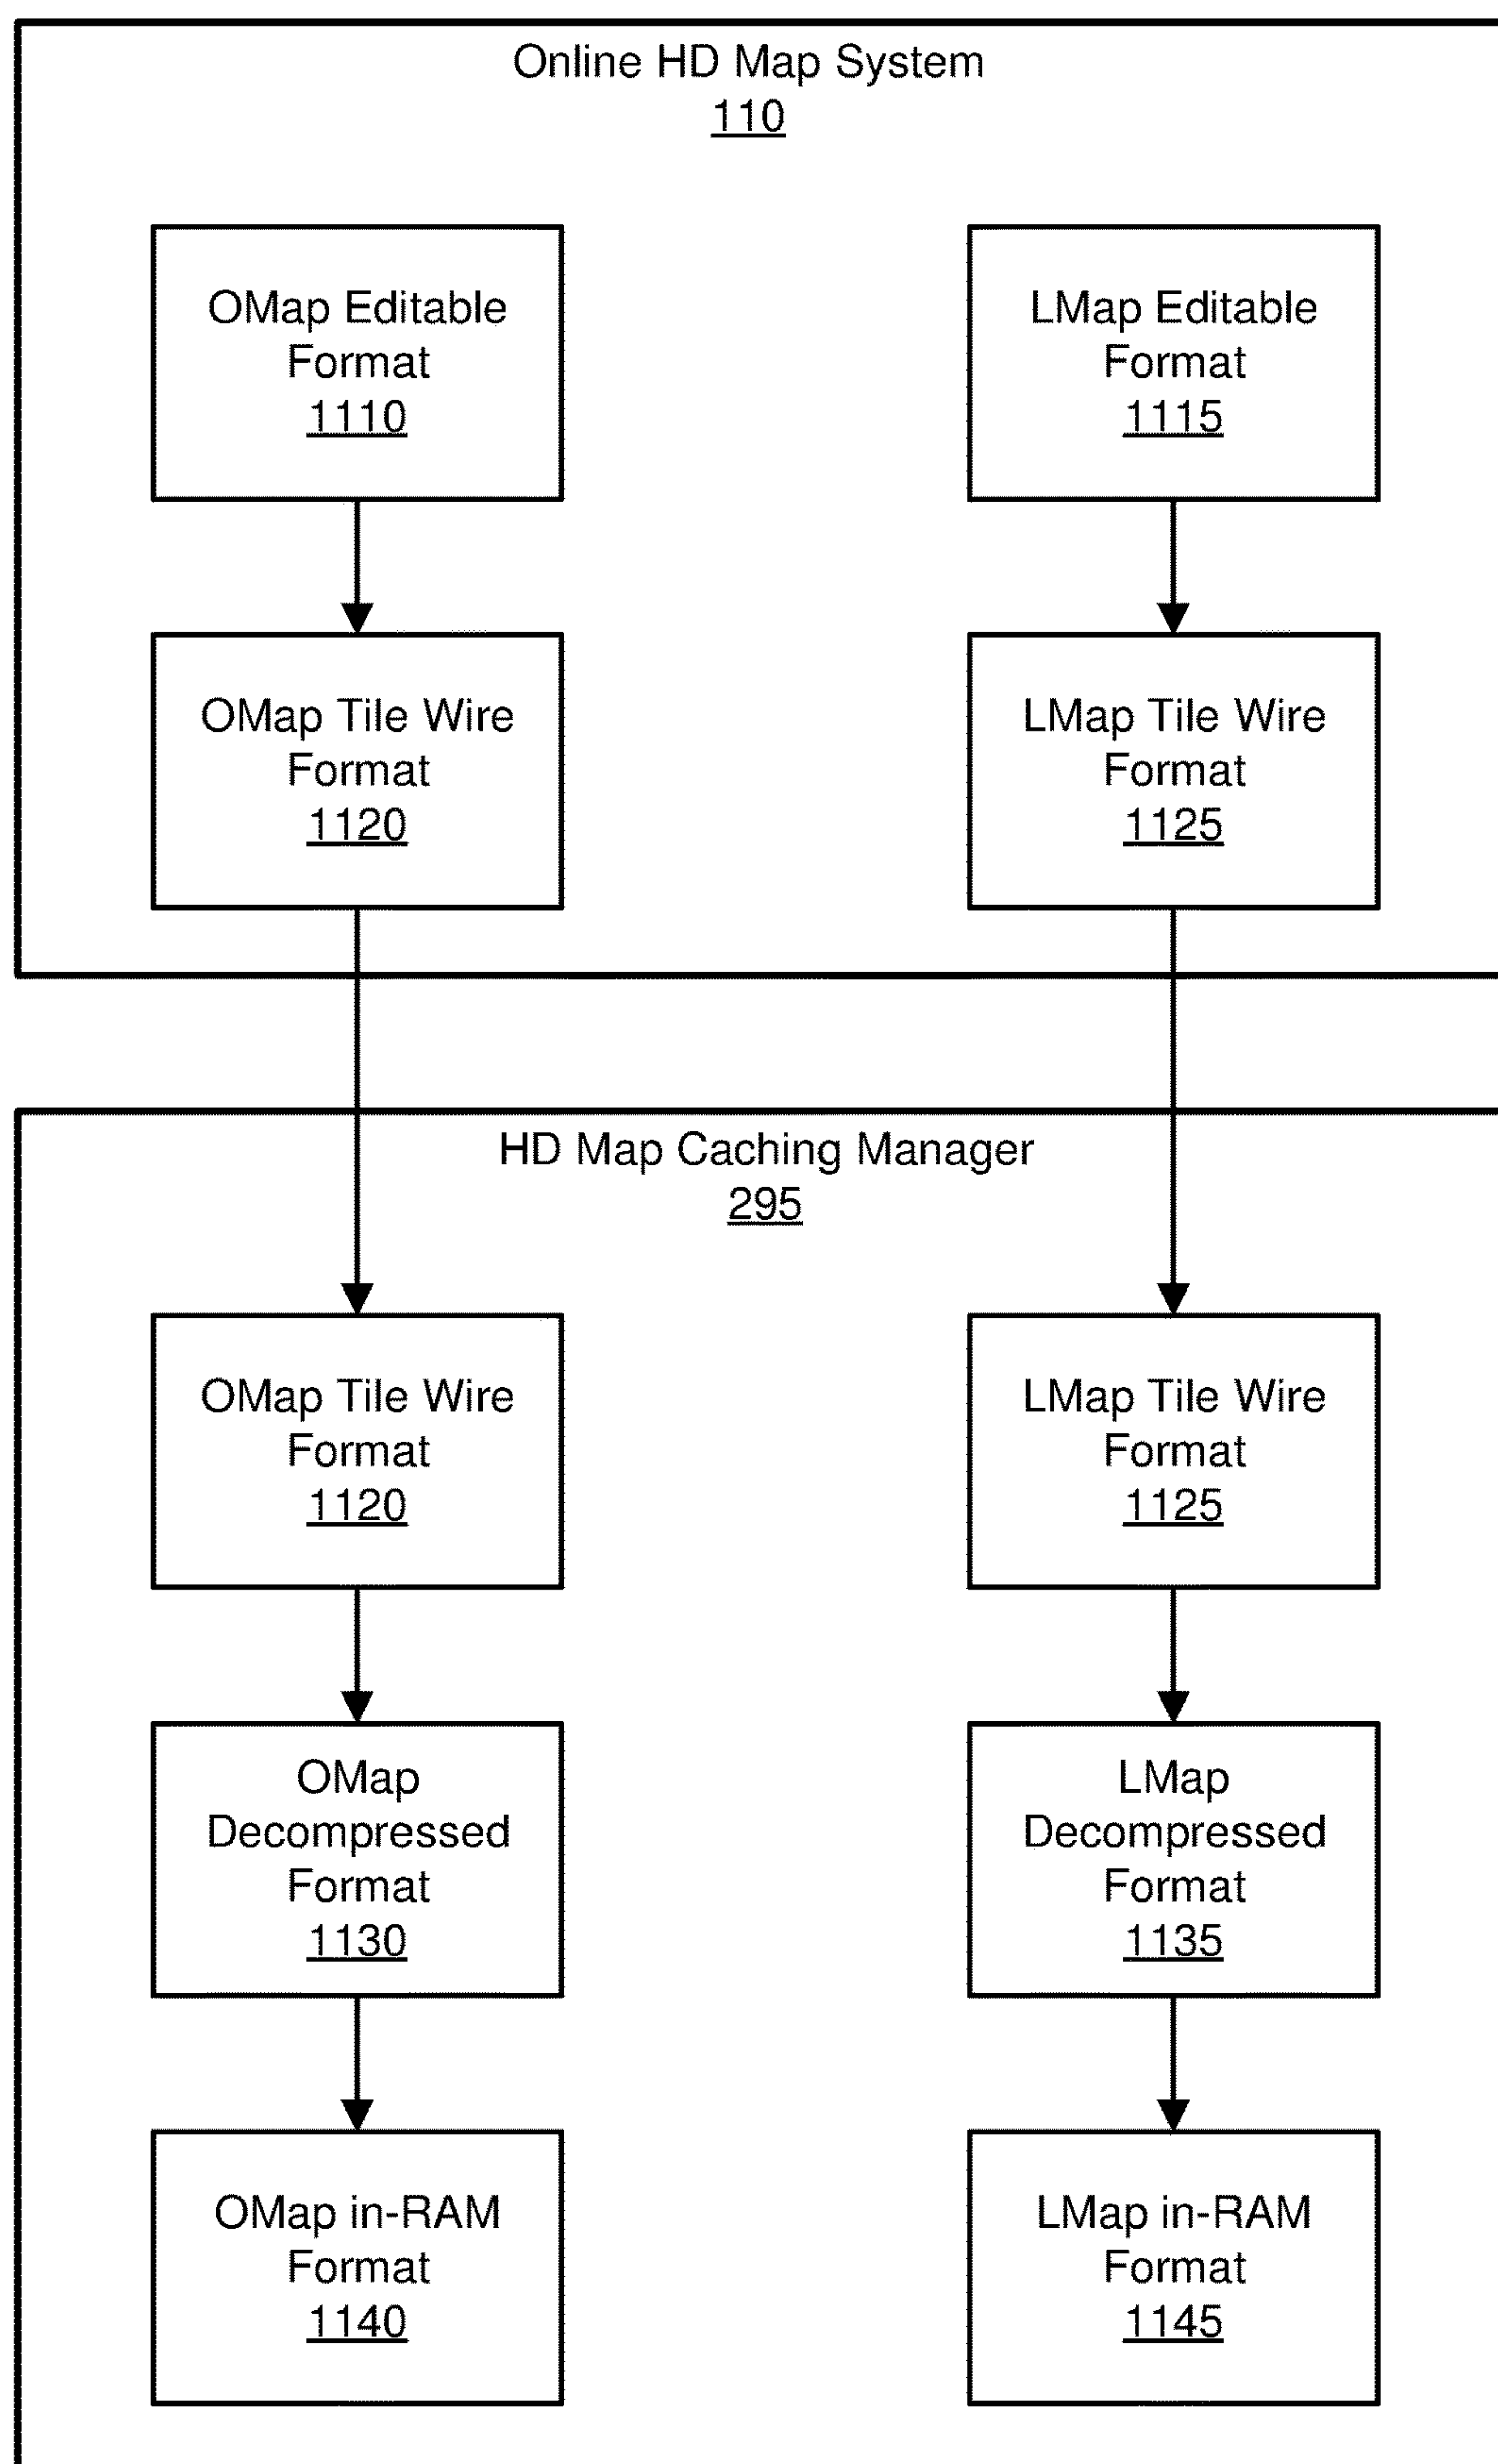 Online HD Map System
110
OMap Editable
Format
1110
LMap Editable
Format
1115
OMap Tile Wire
Format
1120
LMap Tile Wire
Format
1125
HD Map Caching Manager
295
OMap Tile Wire
Format
1120
LMap Tile Wire
Format
1125
OMap
Decompressed
Format
1130
LMap
Decompressed
Format
1135
OMap in-RAM
Format
1140
LMap in-RAM
Format
1145